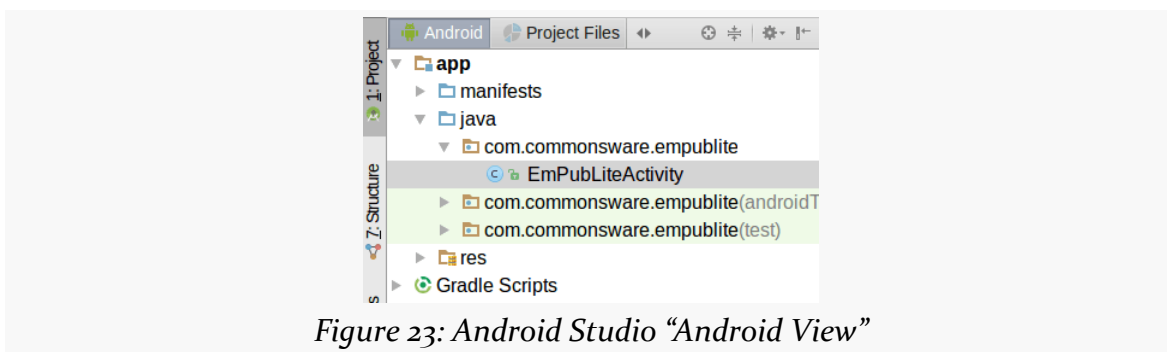 Android Project Files
1: Project
app
manifests
java
com.commonsware.empublite
EmPubLiteActivity
com.commonsware.empublite(androidT
com.commonsware.empublite(test)
res
Gradle Scripts
7: Structure
Figure 23: Android Studio “Android View”